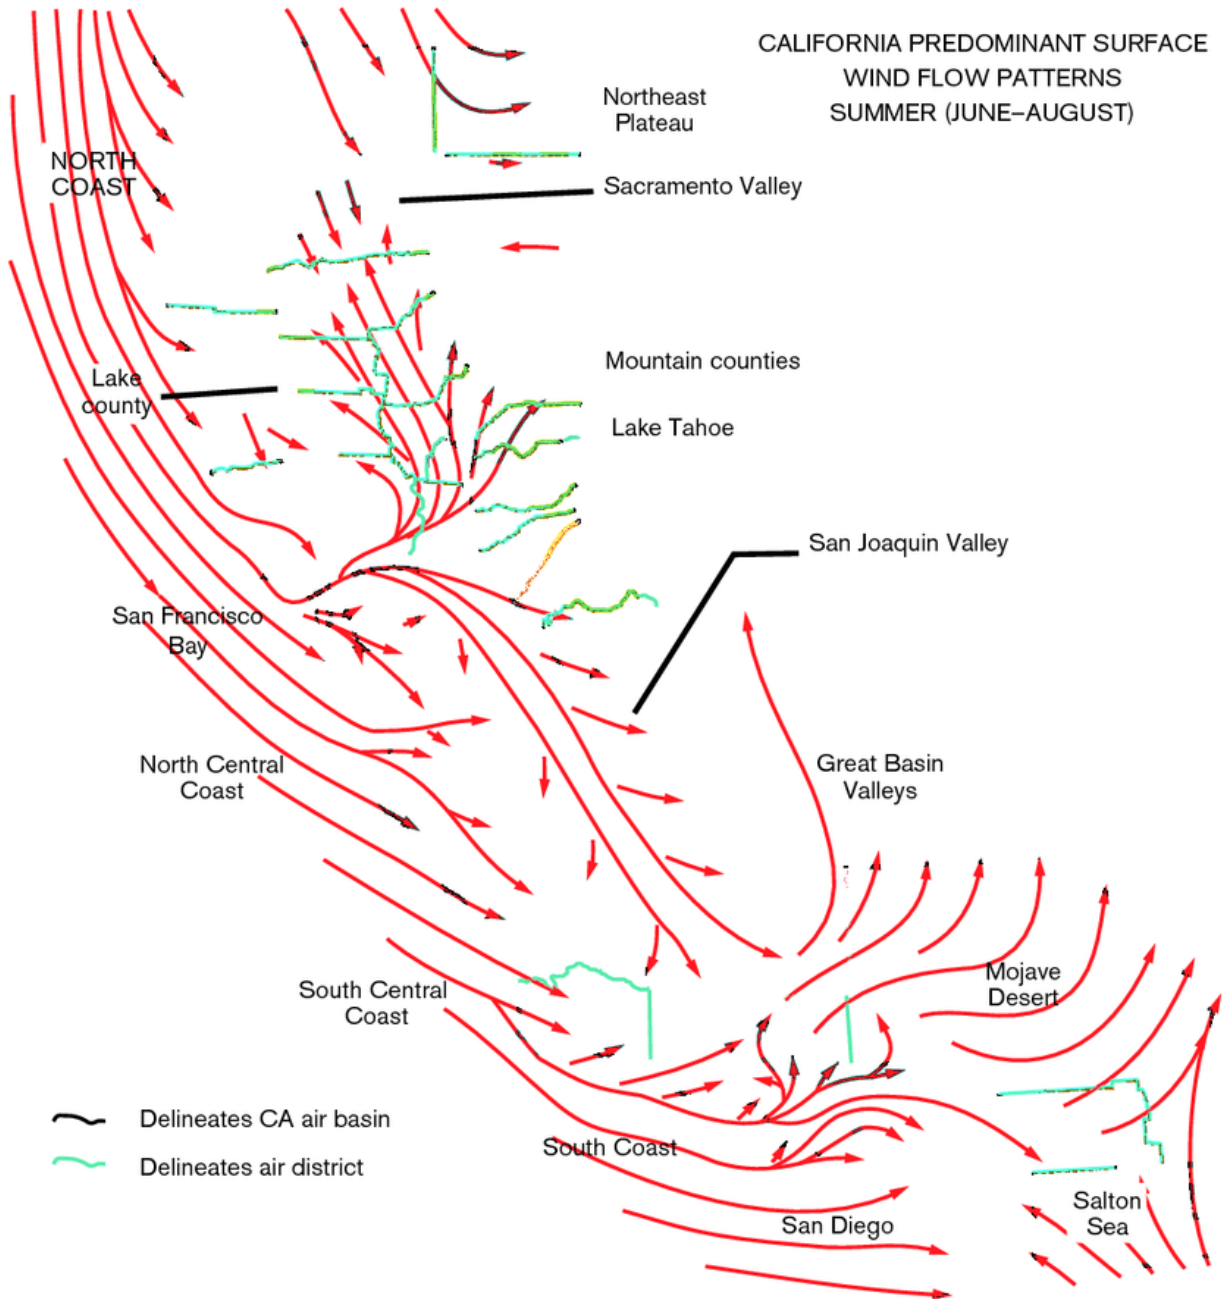 CALIFORNIA PREDOMINANT SURFACE
WIND FLOW PATTERNS
SUMMER (JUNE–AUGUST)
Northeast
Plateau
NORTH
COAST
Sacramento Valley
Mountain counties
Lake
county
Lake Tahoe
San Joaquin Valley
San Francisco
Bay
North Central
Coast
Great Basin
Valleys
South Central
Coast
Mojave
Desert
Delineates CA air basin
South Coast
Delineates air district
San Diego
Salton
Sea